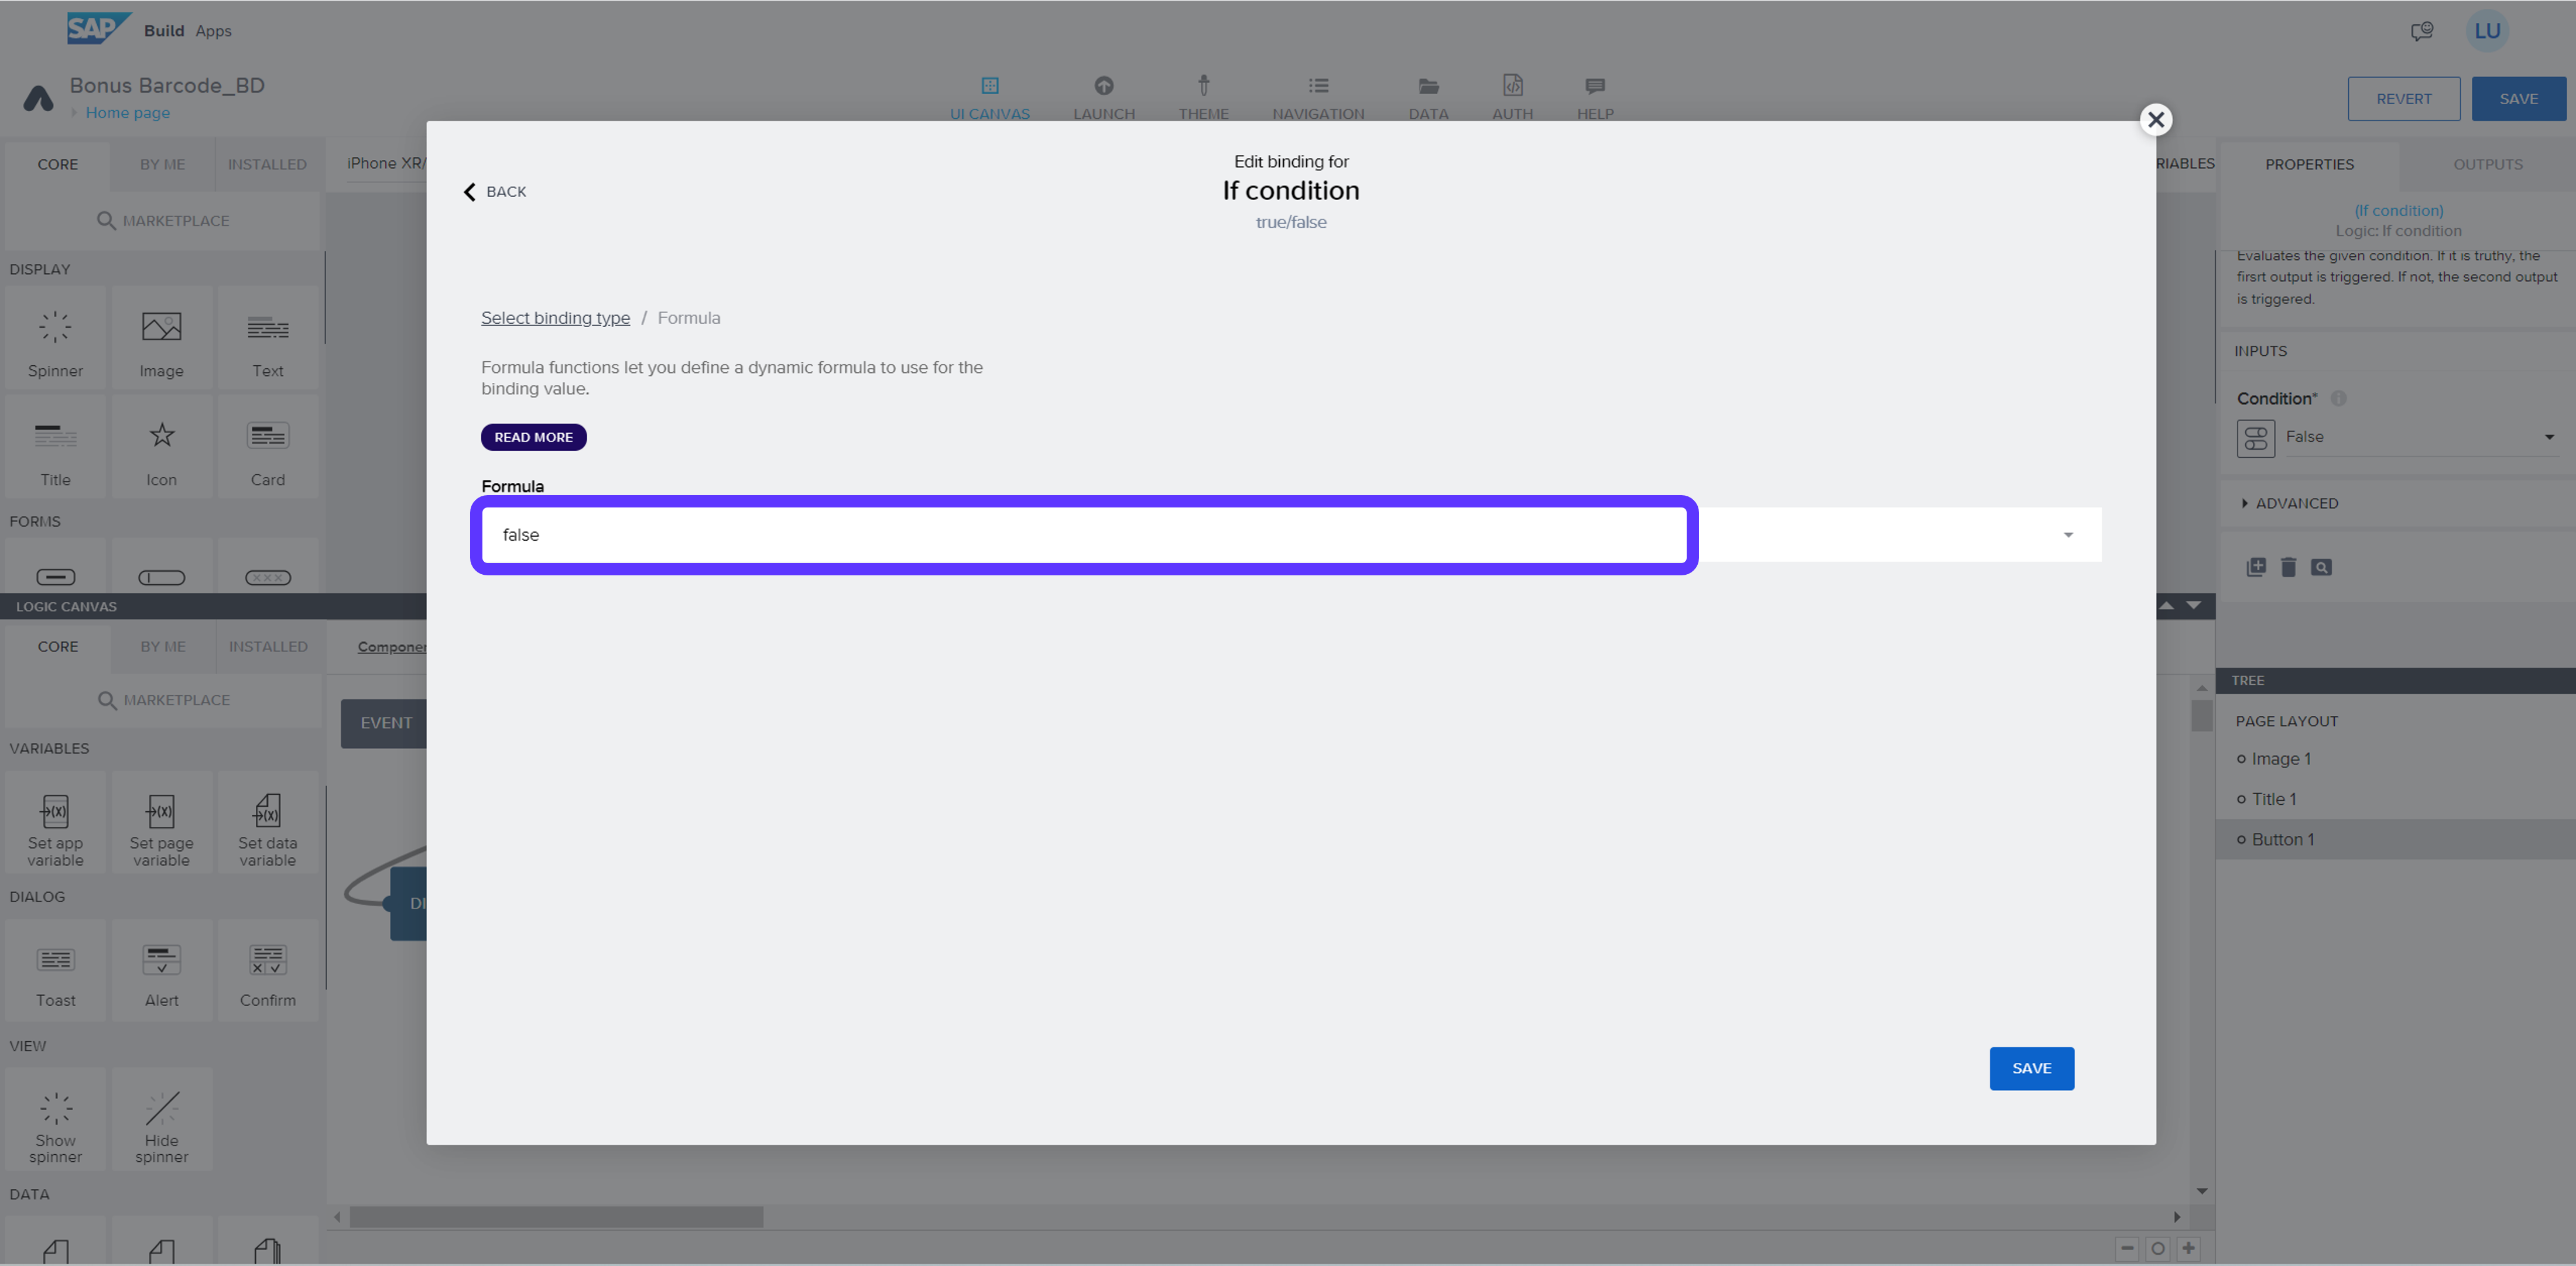 SAP Build Apps
LU
Bonus Barcode_BD
Home page
UI CANVAS
LAUNCH
THEME
NAVIGATION
DATA
AUTH
HELP
REVERT
SAVE
CORE
BY ME
INSTALLED
MARKETPLACE
DISPLAY
Spinner
Image
Text
Title
Icon
Card
FORMS
iPhone XR/
Edit binding for
BACK
If condition
true/false
Select binding type / Formula
Formula functions let you define a dynamic formula to use for the
binding value.
READ MORE
Formula
false
SAVE
RIABLES
PROPERTIES
OUTPUTS
(If condition)
Logic: If condition
Evaluates the given condition. If it is truthy, the
firsrt output is triggered. If not, the second output
is triggered.
INPUTS
Condition*
False
ADVANCED
LOGIC CANVAS
CORE
BY ME
INSTALLED
MARKETPLACE
VARIABLES
Set app
variable
Set page
variable
Set data
variable
DIALOG
Toast
Alert
Confirm
VIEW
Show
spinner
Hide
spinner
DATA
Componen
EVENT
DI
TREE
PAGE LAYOUT
Image 1
Title 1
Button 1